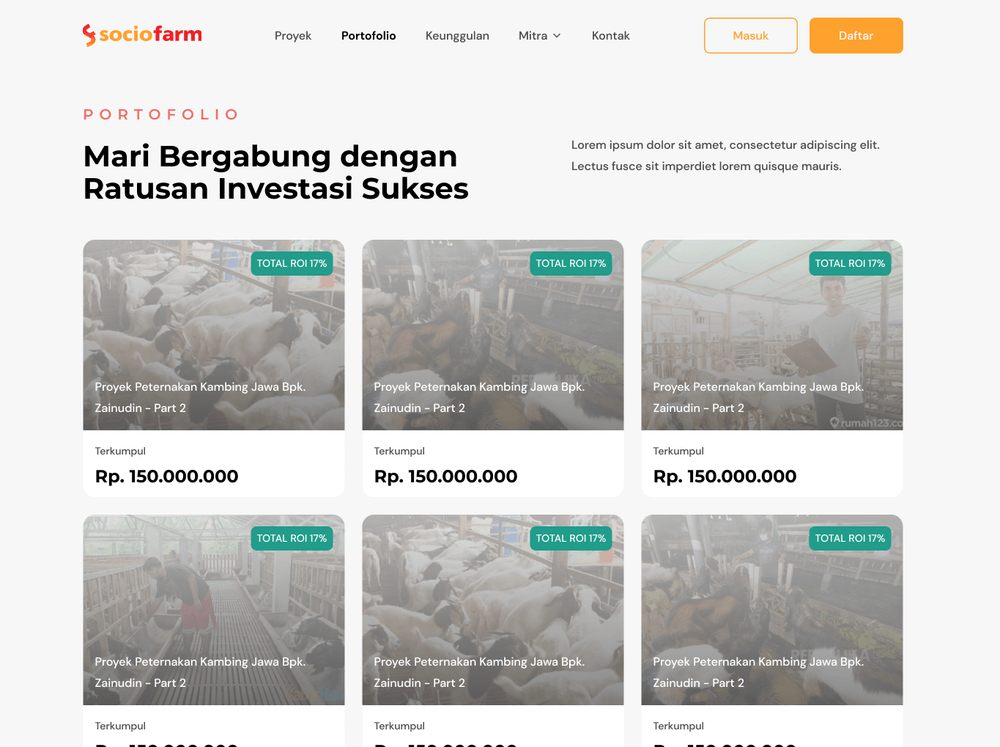 sociofarm
Proyek
Portofolio
Keunggulan
Mitra
Kontak
Masuk
Daftar
PORTOFOLIO
Mari Bergabung dengan
Ratusan Investasi Sukses
Lorem ipsum dolor sit amet, consectetur adipiscing elit.
Lectus fusce sit imperdiet lorem quisque mauris.
TOTAL ROI 17%
Proyek Peternakan Kambing Jawa Bpk.
Zainudin - Part 2
Terkumpul
Rp. 150.000.000
TOTAL ROI 17%
Proyek Peternakan Kambing Jawa Bpk.
Zainudin - Part 2
Terkumpul
Rp. 150.000.000
TOTAL ROI 17%
Proyek Peternakan Kambing Jawa Bpk.
Zainudin - Part 2
rumah123.co
Terkumpul
Rp. 150.000.000
TOTAL ROI 17%
Proyek Peternakan Kambing Jawa Bpk.
Zainudin - Part 2
Terkumpul
TOTAL ROI 17%
Proyek Peternakan Kambing Jawa Bpk.
Zainudin - Part 2
Terkumpul
TOTAL ROI 17%
Proyek Peternakan Kambing Jawa Bpk.
Zainudin - Part 2
Terkumpul